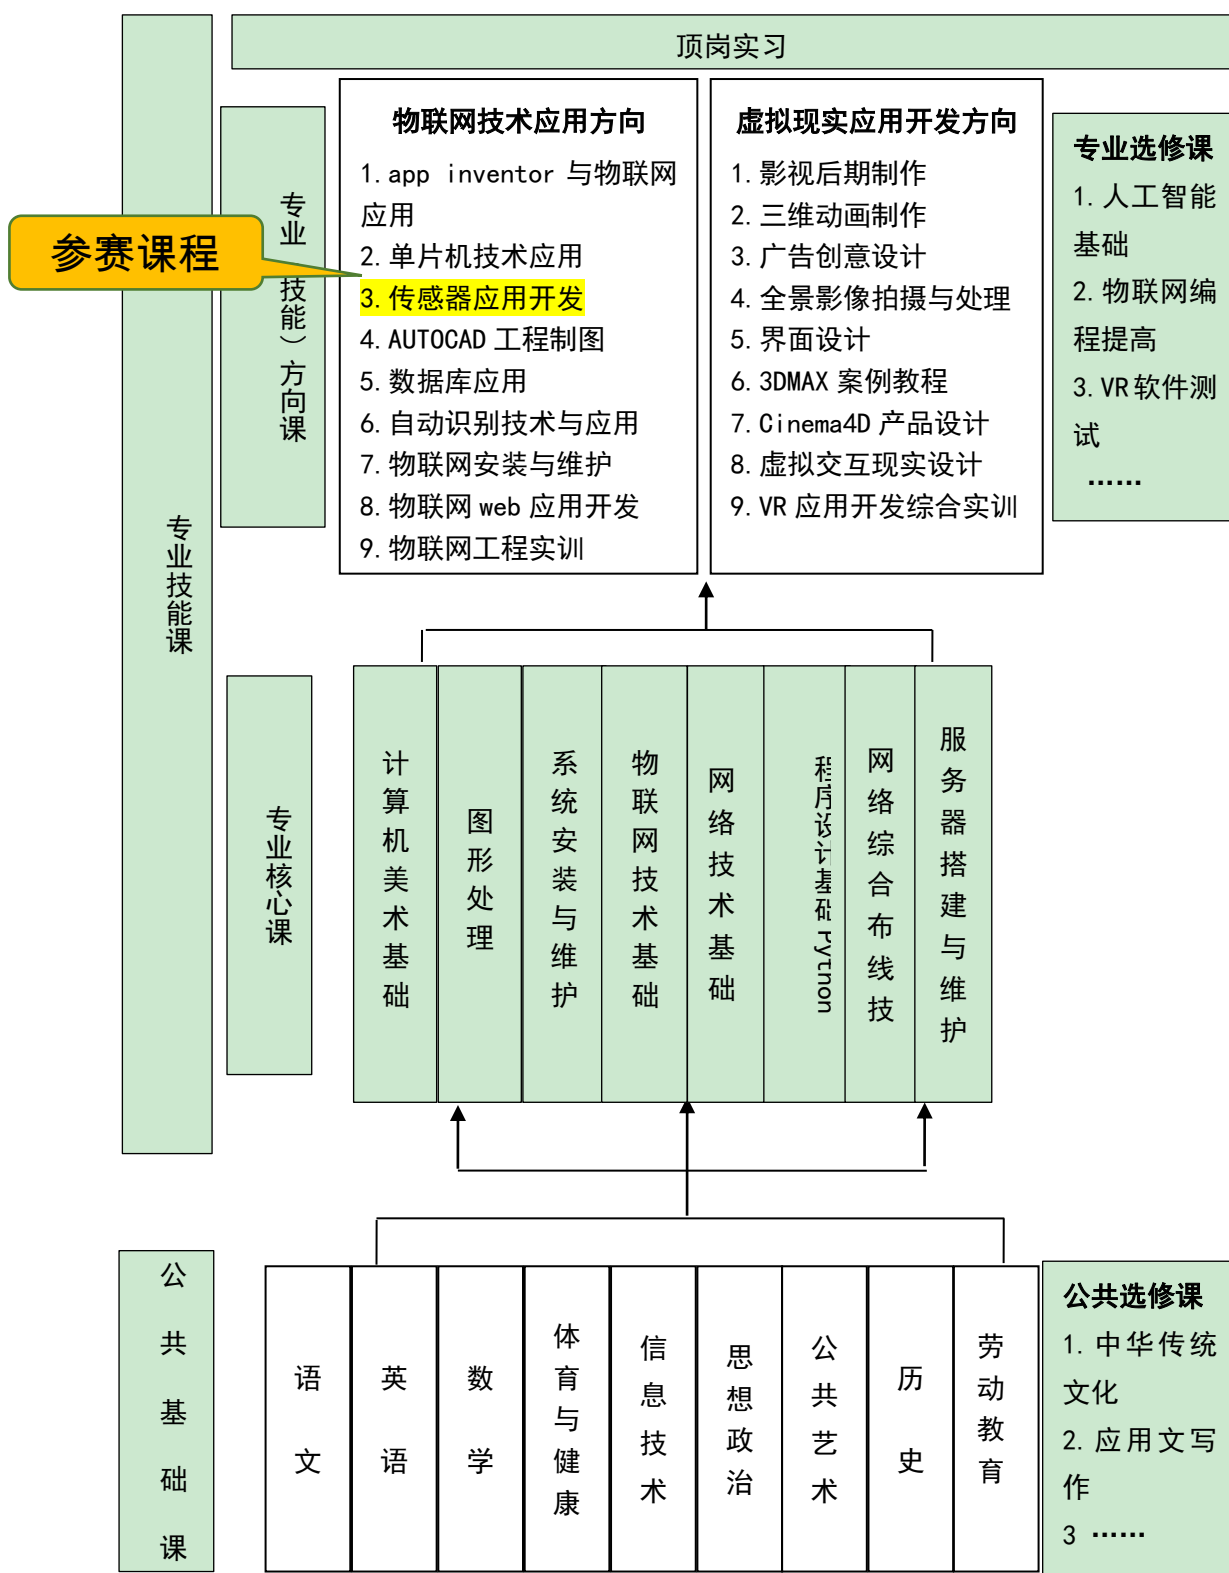 顶岗实习
物联网技术应用方向
1. app inventor 与物联网
应用
2. 单片机技术应用
3. 传感器应用开发
4. AUTOCAD 工程制图
5. 数据库应用
6. 自动识别技术与应用
7. 物联网安装与维护
8. 物联网 web 应用开发
9. 物联网工程实训
虚拟现实应用开发方向
1. 影视后期制作
2. 三维动画制作
3. 广告创意设计
4. 全景影像拍摄与处理
5. 界面设计
6. 3DMAX 案例教程
7. Cinema4D 产品设计
8. 虚拟交互现实设计
9. VR 应用开发综合实训
专业选修课
1. 人工智能
基础
2. 物联网编
程提高
3. VR 软件测
试
……
参赛课程
专业
技能）方向课
专业技能课
专业核心课
计算机美术基础
图形处理
系统安装与维护
物联网技术基础
网络技术基础
程序设计基础 Python
网络综合布线技
服务器搭建与维护
公共基础课
语文
英语
数学
体育与健康
信息技术
思想政治
公共艺术
历史
劳动教育
公共选修课
1. 中华传统
文化
2. 应用文写
作
3 ……